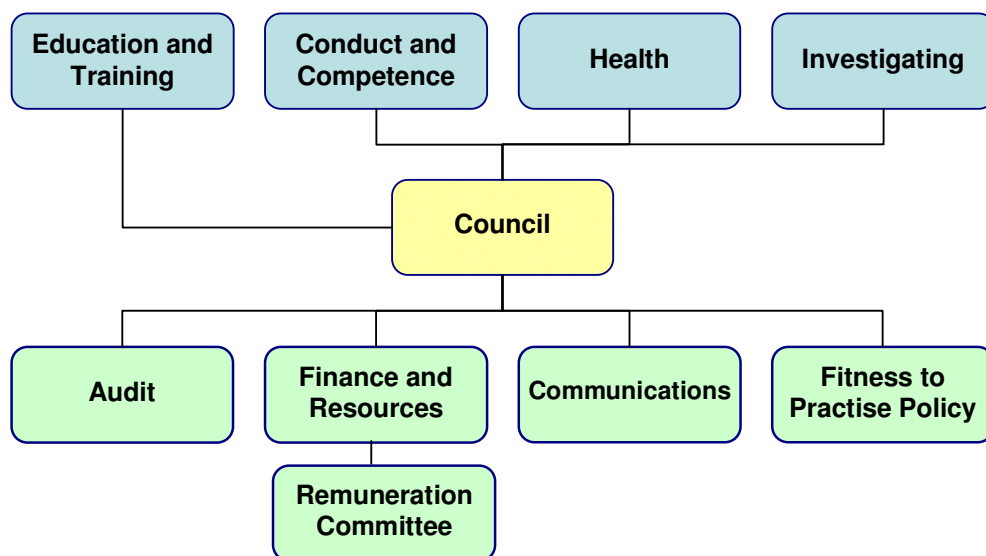 Education and
Training
Conduct and
Competence
Health
Investigating
Council
Audit
Finance and
Resources
Communications
Fitness to
Practise Policy
Remuneration
Committee